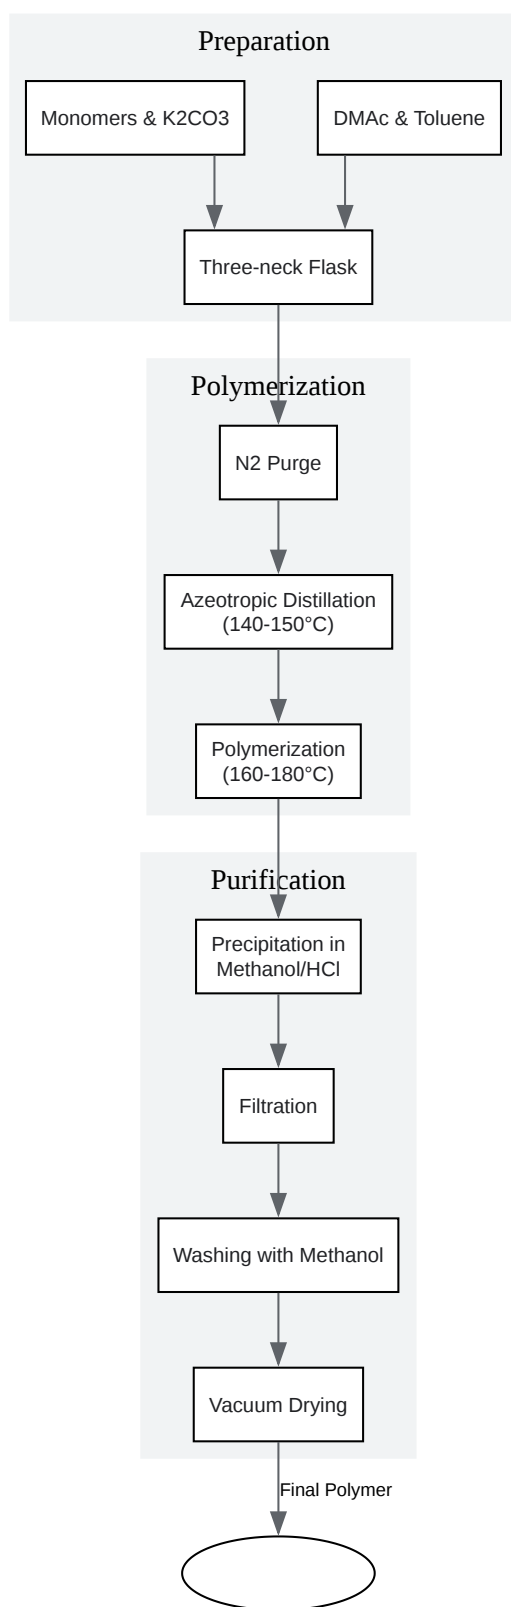 Preparation
Monomers & K2CO3
DMAc & Toluene
Three-neck Flask
Polymerization
N2 Purge
Azeotropic Distillation
(140-150°C)
Polymerization
(160-180°C)
Purification
Precipitation in
Methanol/HCl
Filtration
Washing with Methanol
Vacuum Drying
Final Polymer